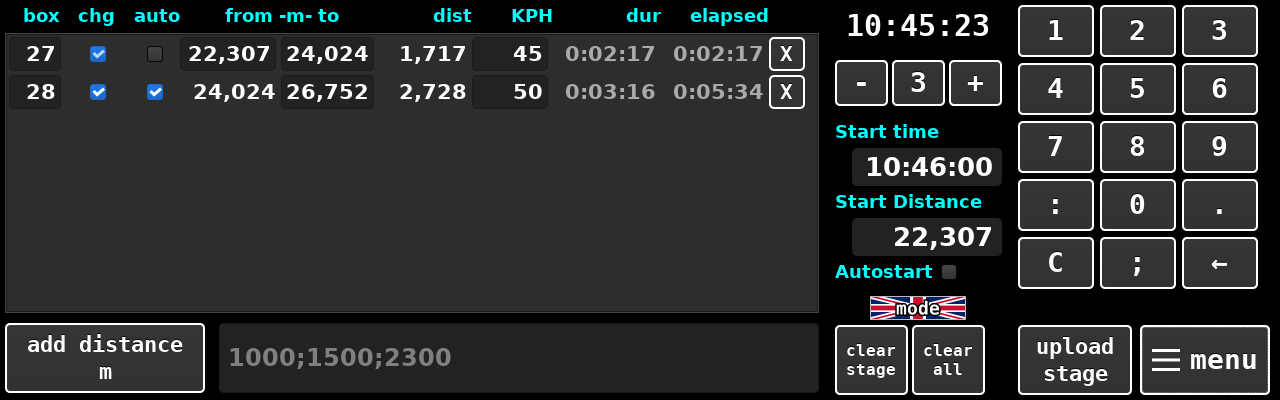 box chg auto from -m- to dist KPH dur elapsed
27 22,307 24,024 1,717 45 0:02:17 0:02:17 X
28 24,024 26,752 2,728 50 0:03:16 0:05:34 X
add distance
m
1000;1500;2300
10:45:23
- 3 +
Start time
10:46:00
Start Distance
22,307
Autostart
mode
clear
stage
clear
all
1 2 3
4 5 6
7 8 9
: 0 .
C ; ←
upload
stage
menu